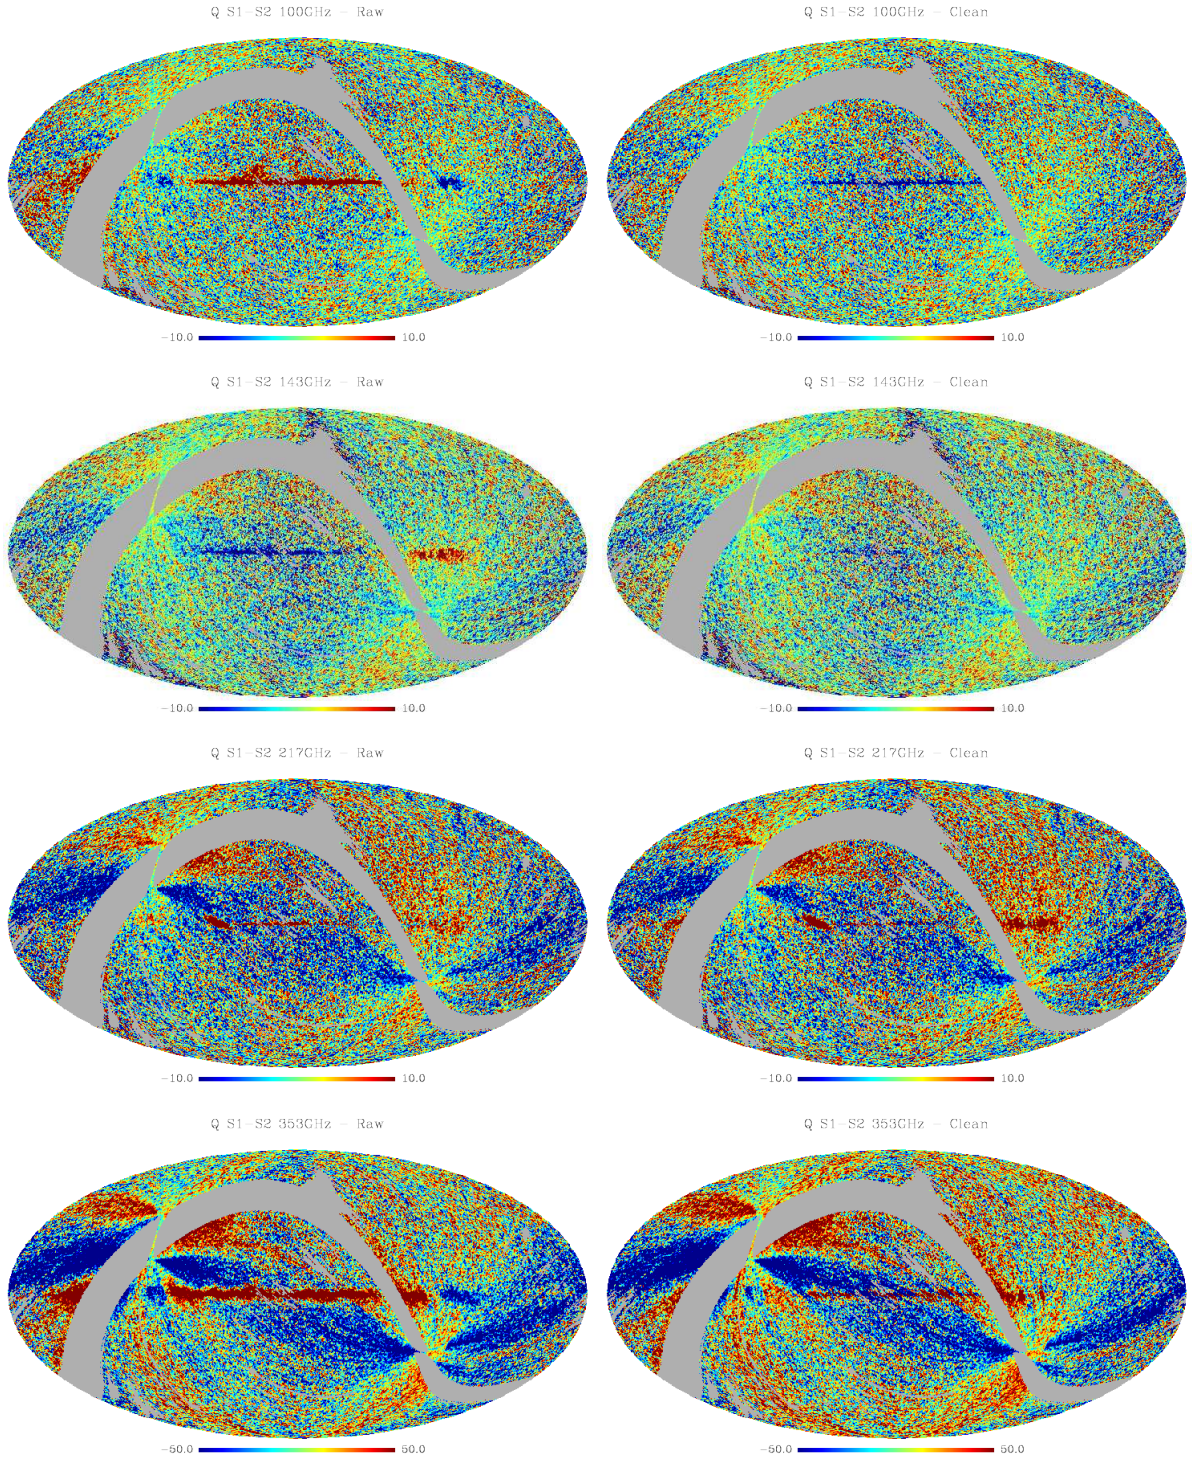 Q S1-S2 100GHz - Raw
Q S1-S2 100GHz - Clean
-10.0 10.0
-10.0 10.0
Q S1-S2 143GHz - Raw
Q S1-S2 143GHz - Clean
-10.0 10.0
-10.0 10.0
Q S1-S2 217GHz - Raw
Q S1-S2 217GHz - Clean
-10.0 10.0
-10.0 10.0
Q S1-S2 353GHz - Raw
Q S1-S2 353GHz - Clean
-50.0 50.0
-50.0 50.0